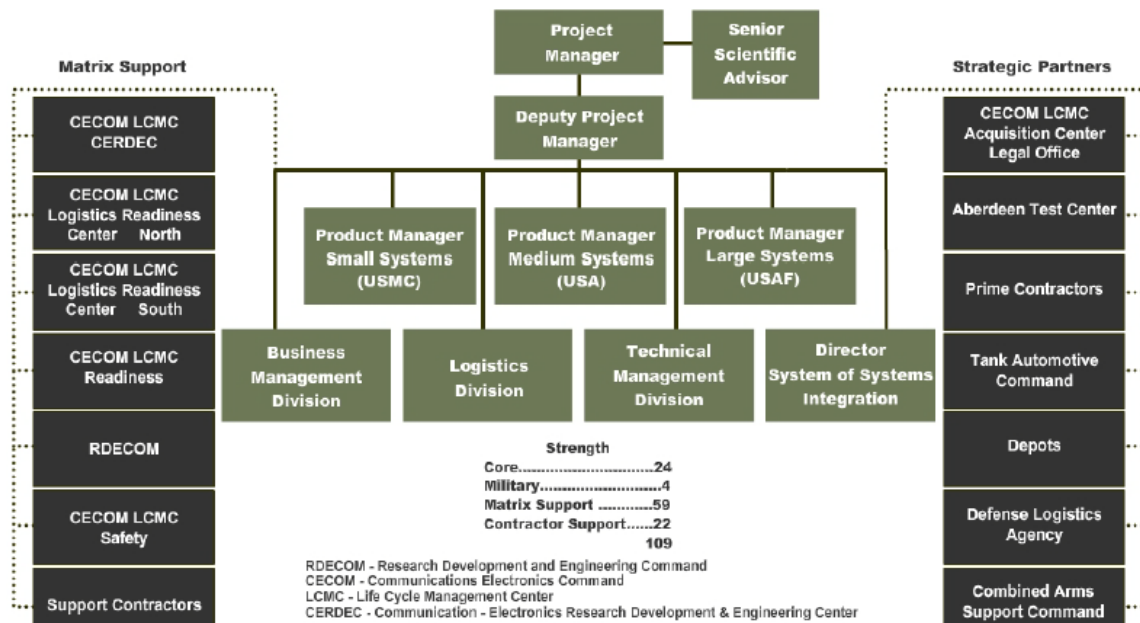 Project
Manager
Senior
Scientific
Advisor
Matrix Support
Strategic Partners
Deputy Project
Manager
CECOM LCMC
CERDEC
CECOM LCMC
Logistics Readiness
Center North
CECOM LCMC
Logistics Readiness
Center South
CECOM LCMC
Readiness
RDECOM
CECOM LCMC
Safety
Support Contractors
Product Manager
Small Systems
(USMC)
Product Manager
Medium Systems
(USA)
Product Manager
Large Systems
(USAF)
Business
Management
Division
Logistics
Division
Technical
Management
Division
Director
System of Systems
Integration
CECOM LCMC
Acquisition Center
Legal Office
Aberdeen Test Center
Prime Contractors
Tank Automotive
Command
Depots
Defense Logistics
Agency
Combined Arms
Support Command
Strength
Core................................24
Military............................4
Matrix Support ............59
Contractor Support......22
109
RDECOM - Research Development and Engineering Command
CECOM - Communications Electronics Command
LCMC - Life Cycle Management Center
CERDEC - Communication - Electronics Research Development & Engineering Center